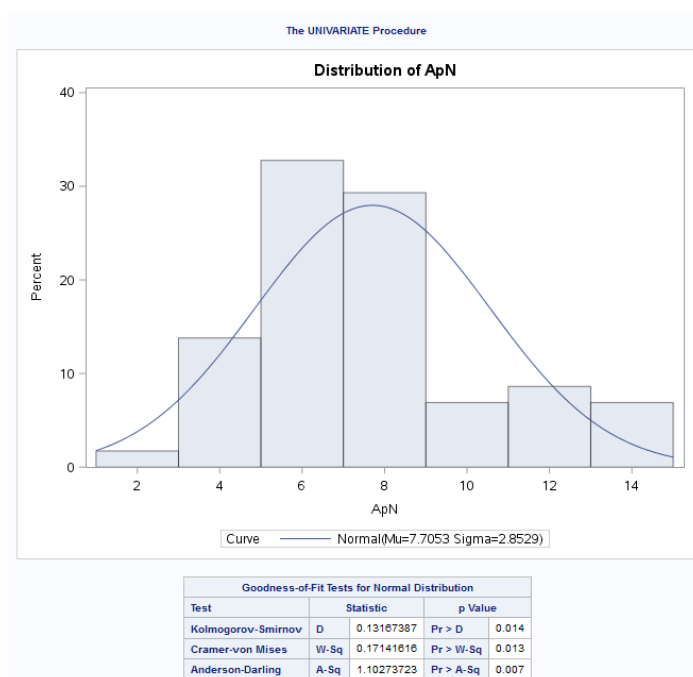 The UNIVARIATE Procedure
Distribution of ApN
40
30
20
10
0
Percent
2 4 6 8 10 12 14
ApN
Curve Normal(Mu=7.7053 Sigma=2.8529)
Goodness-of-Fit Tests for Normal Distribution
Test Statistic p Value
Kolmogorov-Smirnov D 0.13167387 Pr > D 0.014
Cramer-von Mises W-Sq 0.17141616 Pr > W-Sq 0.013
Anderson-Darling A-Sq 1.10273723 Pr > A-Sq 0.007